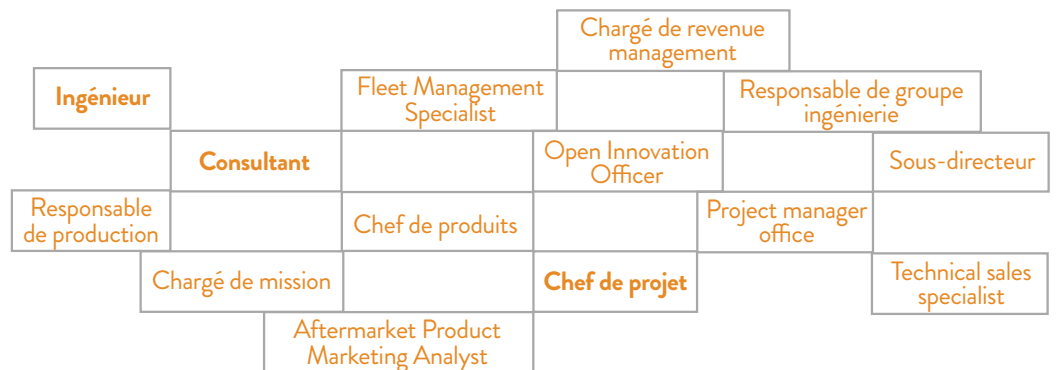 Chargé de revenue
management
Ingénieur
Fleet Management
Specialist
Responsable de groupe
ingénierie
Consultant
Open Innovation
Officer
Sous-directeur
Responsable
de production
Chef de produits
Project manager
office
Chargé de mission
Chef de projet
Technical sales
specialist
Aftermarket Product
Marketing Analyst